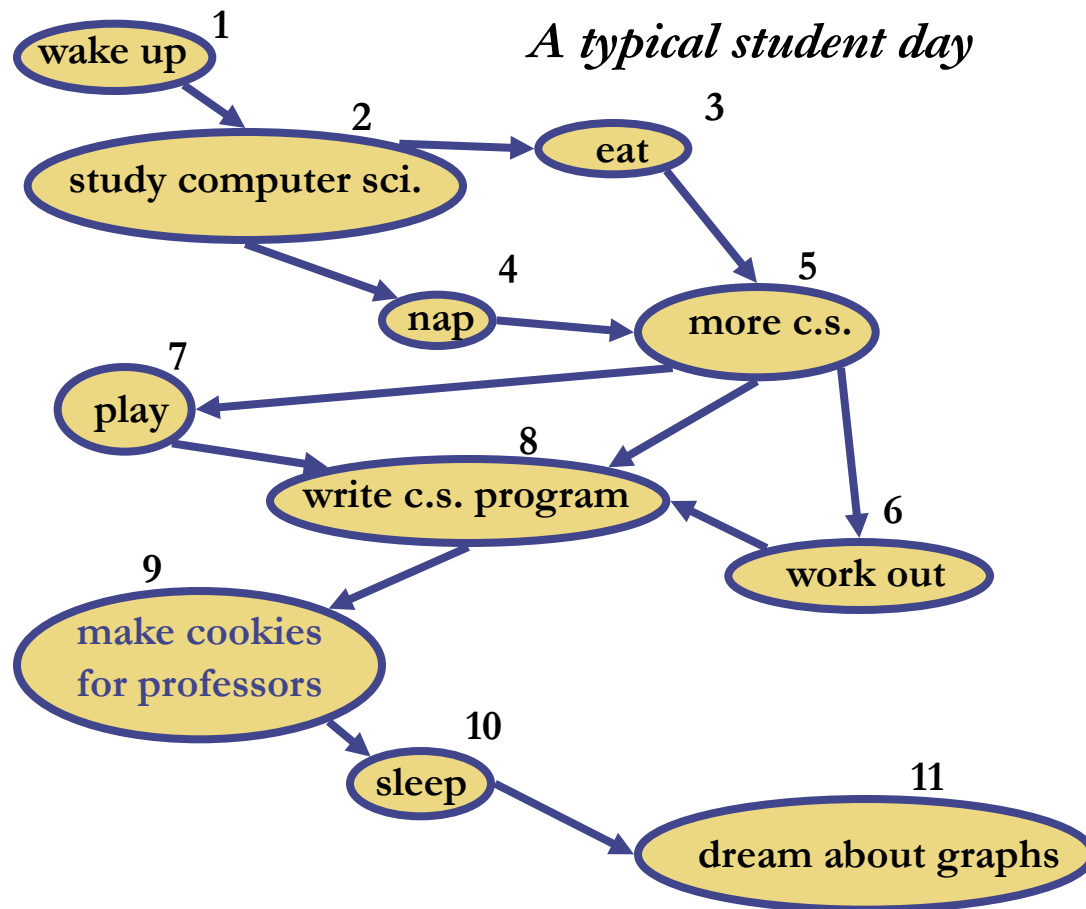 A typical student day
1
wake up
2
study computer sci.
3
eat
4
nap
5
more c.s.
7
play
8
write c.s. program
6
work out
9
make cookies
for professors
10
sleep
11
dream about graphs